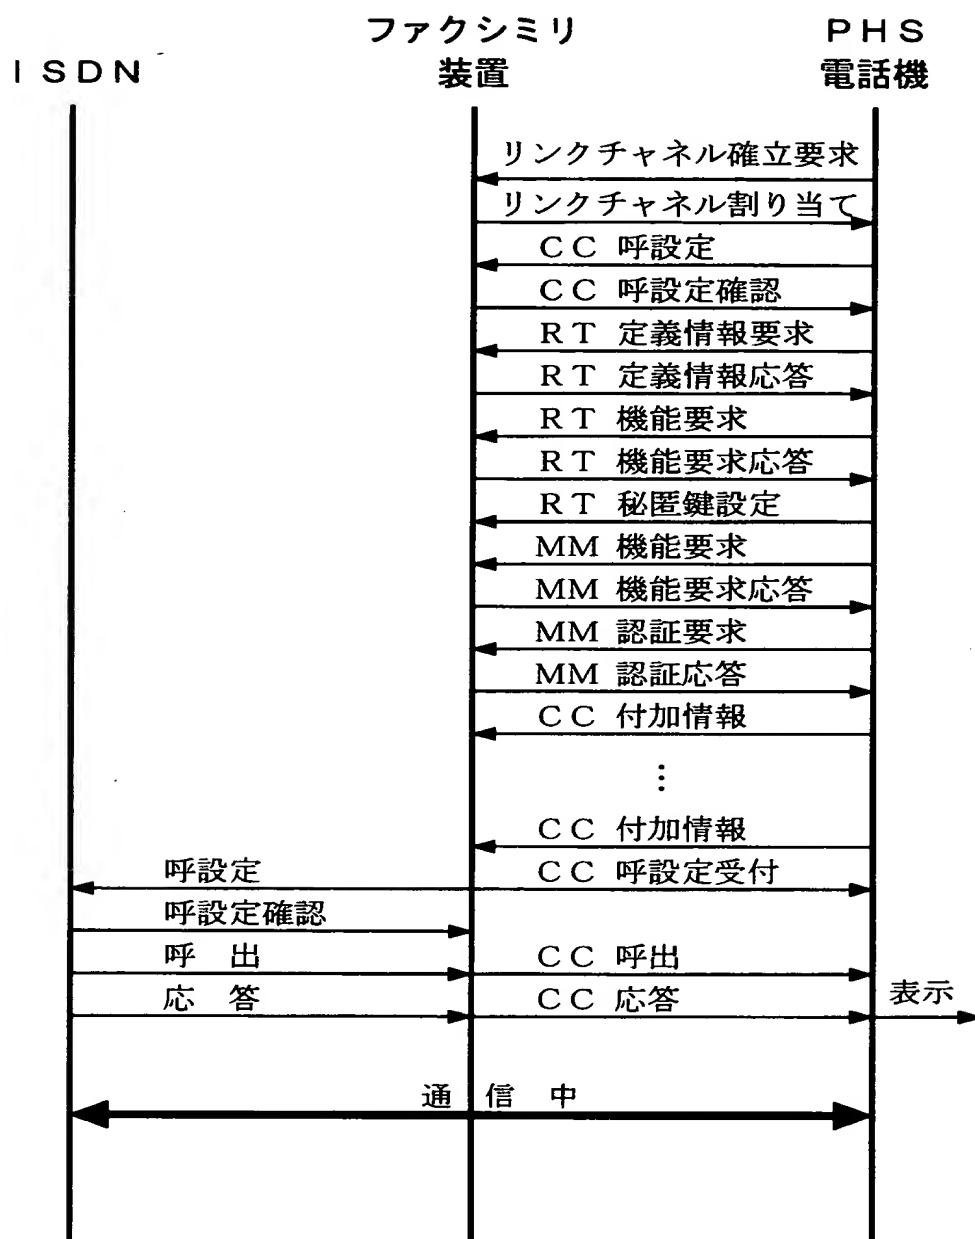 ファクシミリ
装置
PHS
電話機
ISDN
リンクチャネル確立要求
リンクチャネル割り当て
CC 呼設定
CC 呼設定確認
RT 定義情報要求
RT 定義情報応答
RT 機能要求
RT 機能要求応答
RT 秘匿鍵設定
MM 機能要求
MM 機能要求応答
MM 認証要求
MM 認証応答
CC 付加情報
⋮
CC 付加情報
呼設定 CC 呼設定受付
呼設定確認
呼 出 CC 呼出
応 答 CC 応答 表示
通 信 中